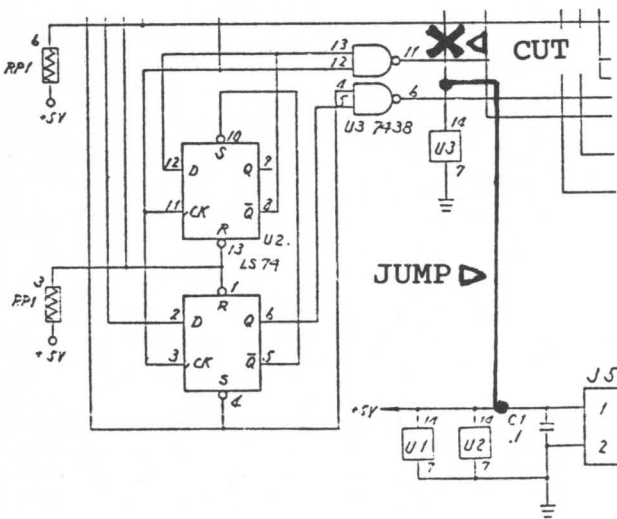 6
RP1
+5V
13
12
11
CUT
4
5
6
U3 7438
10
S
12 D Q 9
11 CK Q 8
R
U2
13
LS74
14
U3
7
3
RP1
+5V
1
R
2 D Q 6
3 CK Q 5
S
4
JUMP
J5
+5V
14
U1
7
14
U2
7
C1
.1
1
2